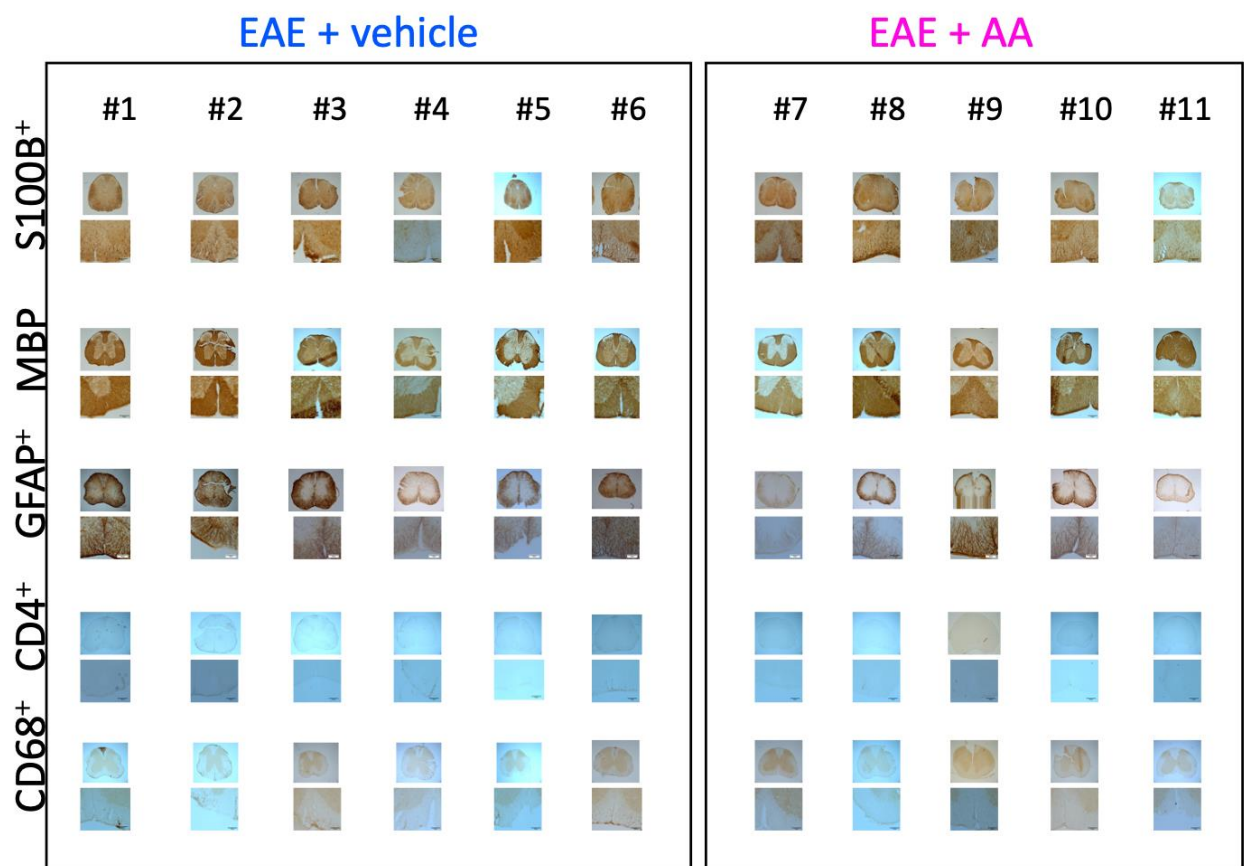 EAE + vehicle
EAE + AA
#1 #2 #3 #4 #5 #6
#7 #8 #9 #10 #11
S100B⁺
MBP
GFAP⁺
CD4⁺
CD68⁺